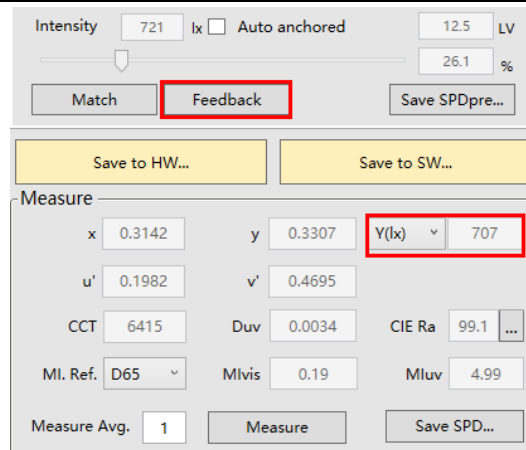 Intensity 721 lx Auto anchored 12.5 LV
26.1 %
Match Feedback Save SPDpre...
Save to HW... Save to SW...
Measure
x 0.3142 y 0.3307 Y(lx) 707
u' 0.1982 v' 0.4695
CCT 6415 Duv 0.0034 CIE Ra 99.1 ...
MI. Ref. D65 MIvis 0.19 MIuv 4.99
Measure Avg. 1 Measure Save SPD...